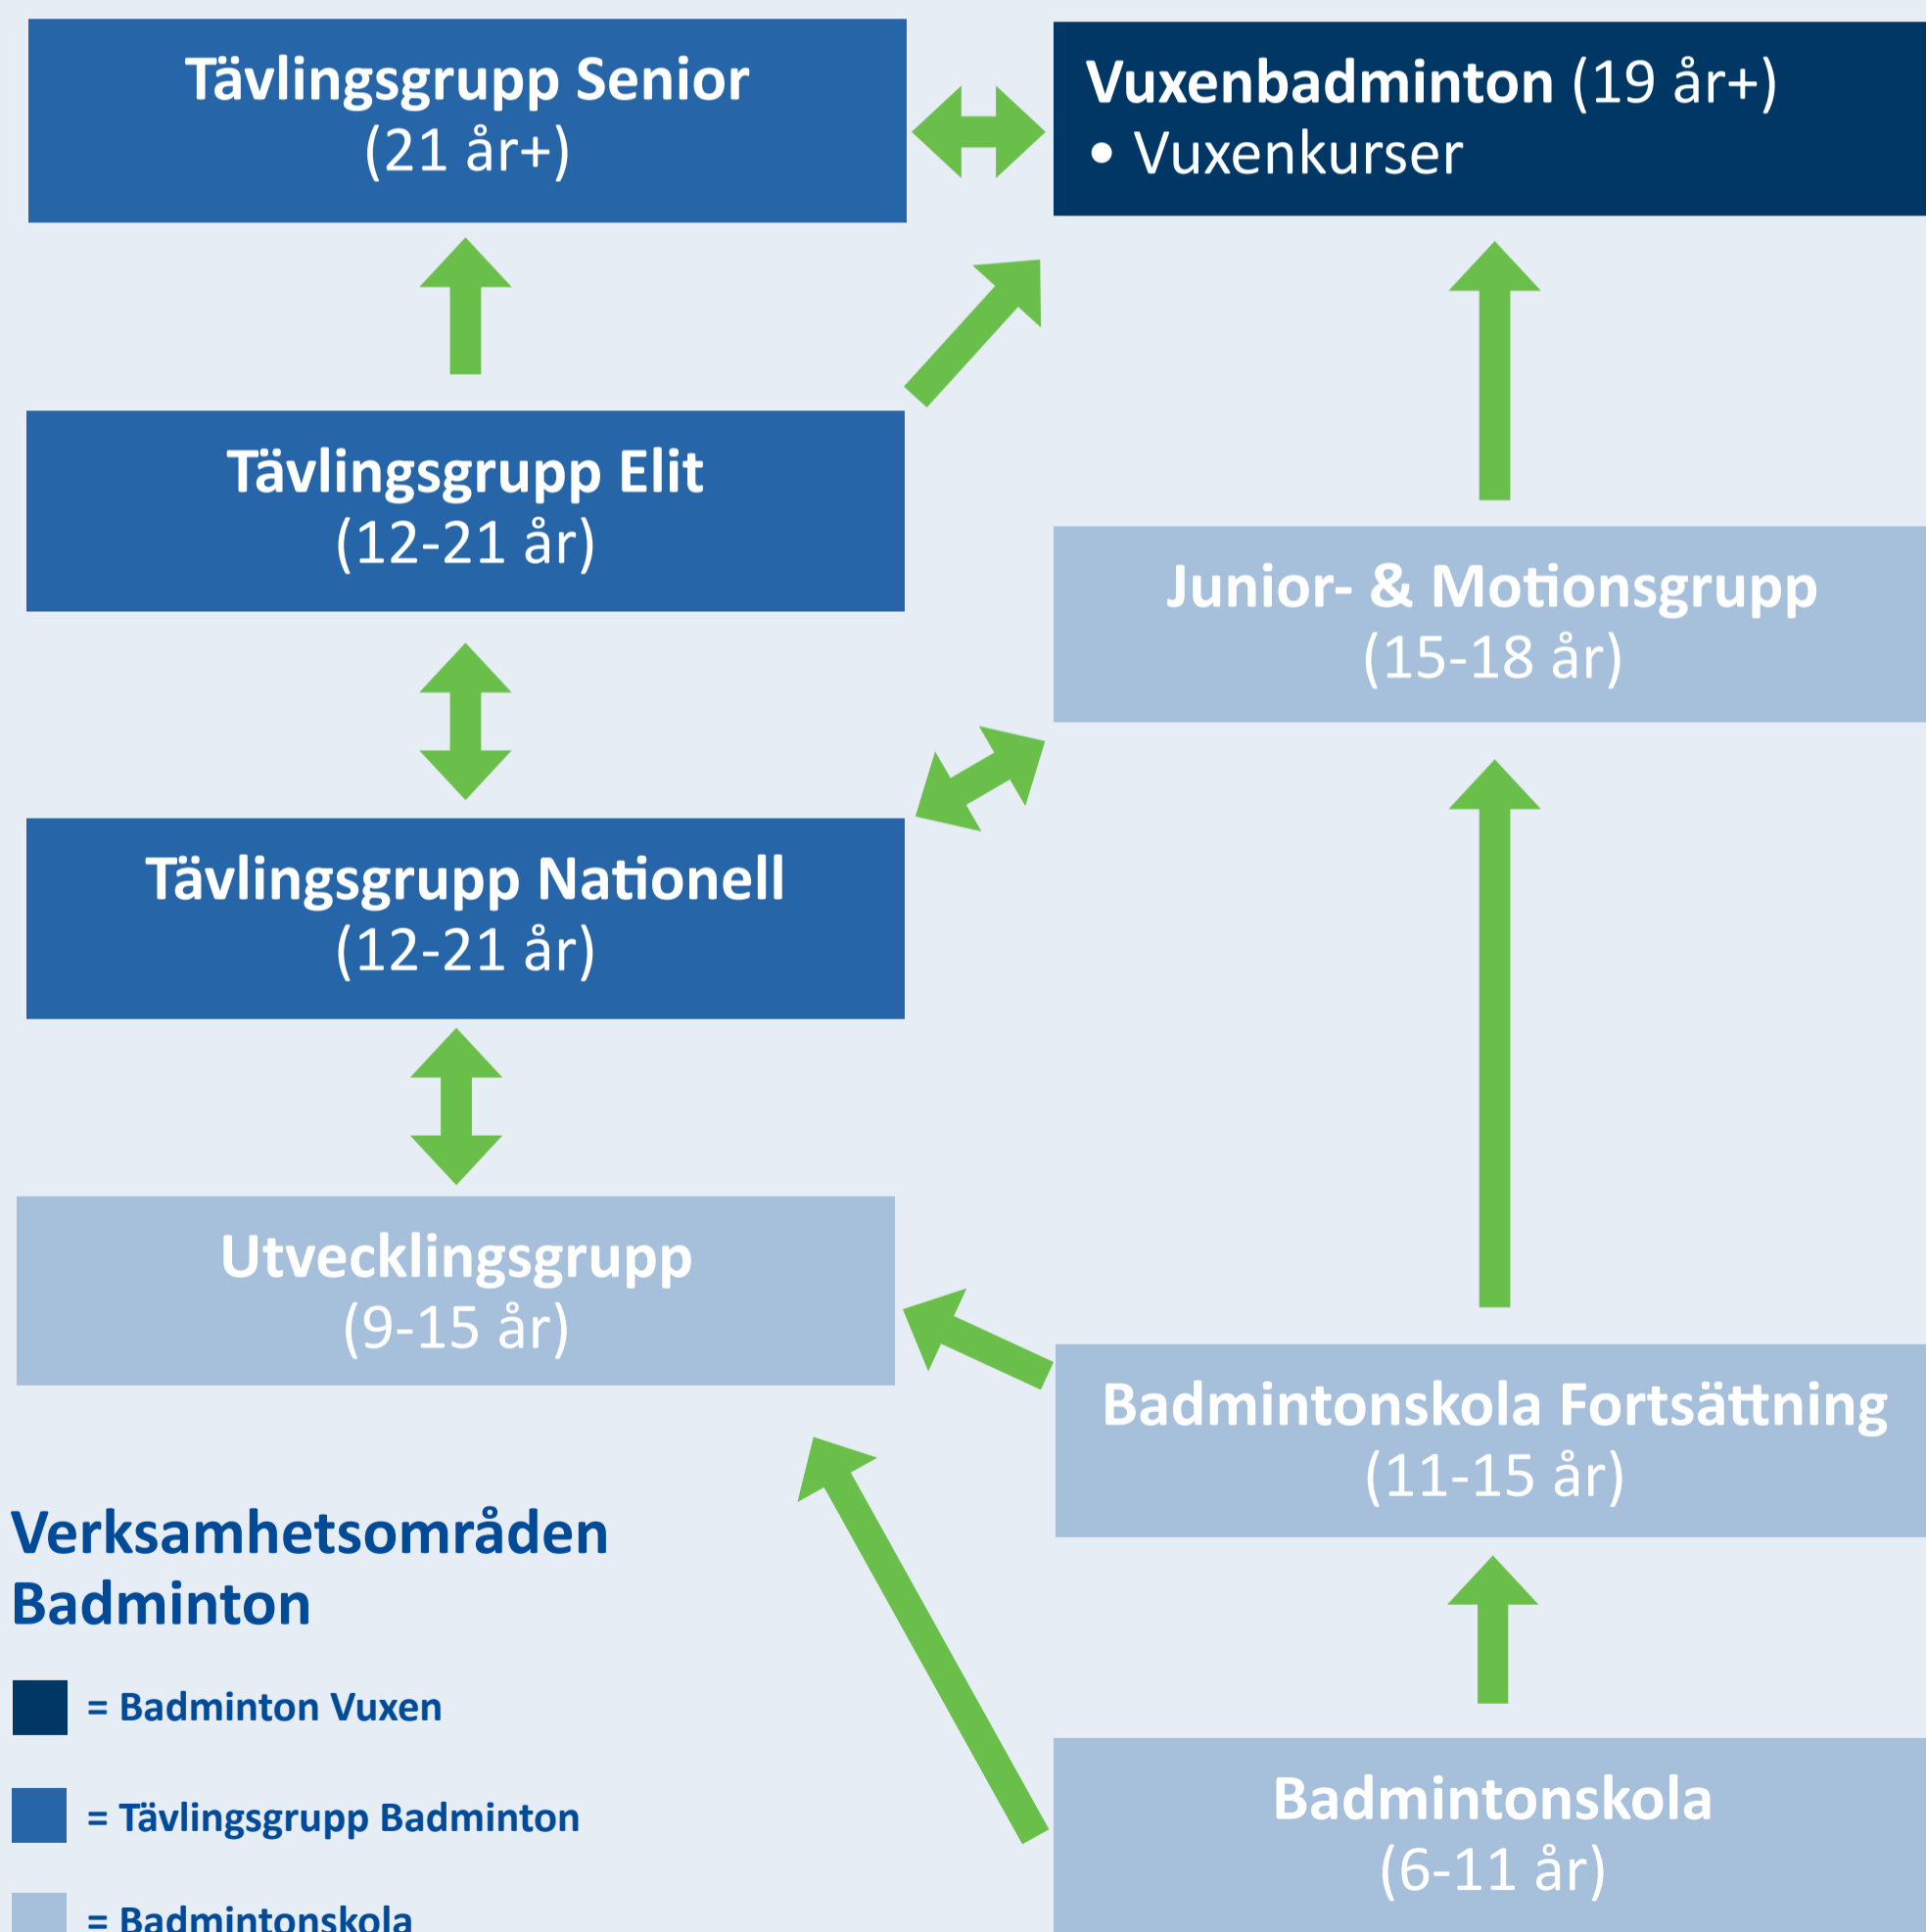 Tävlingsgrupp Senior
(21 år+)
Vuxenbadminton (19 år+)
• Vuxenkurser
Tävlingsgrupp Elit
(12-21 år)
Junior- & Motionsgrupp
(15-18 år)
Tävlingsgrupp Nationell
(12-21 år)
Utvecklingsgrupp
(9-15 år)
Badmintonskola Fortsättning
(11-15 år)
Verksamhetsområden
Badminton
= Badminton Vuxen
= Tävlingsgrupp Badminton
= Badmintonskola
Badmintonskola
(6-11 år)